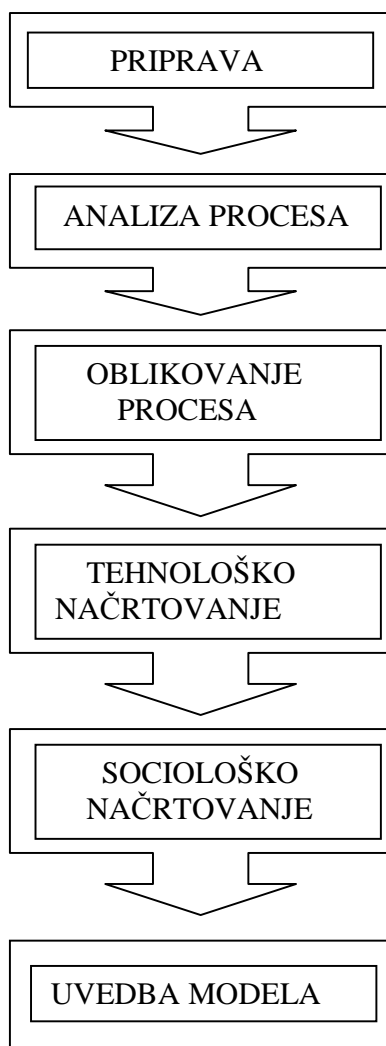 PRIPRAVA
ANALIZA PROCESA
OBLIKOVANJE
PROCESA
TEHNOLOŠKO
NAČRTOVANJE
SOCIOLOŠKO
NAČRTOVANJE
UVEDBA MODELA